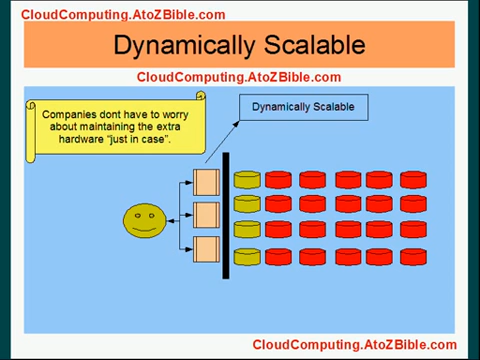 CloudComputing.AtoZBible.com
Dynamically Scalable
CloudComputing.AtoZBible.com
Companies dont have to worry
about maintaining the extra
hardware “just in case”.
Dynamically Scalable
CloudComputing.AtoZBible.com